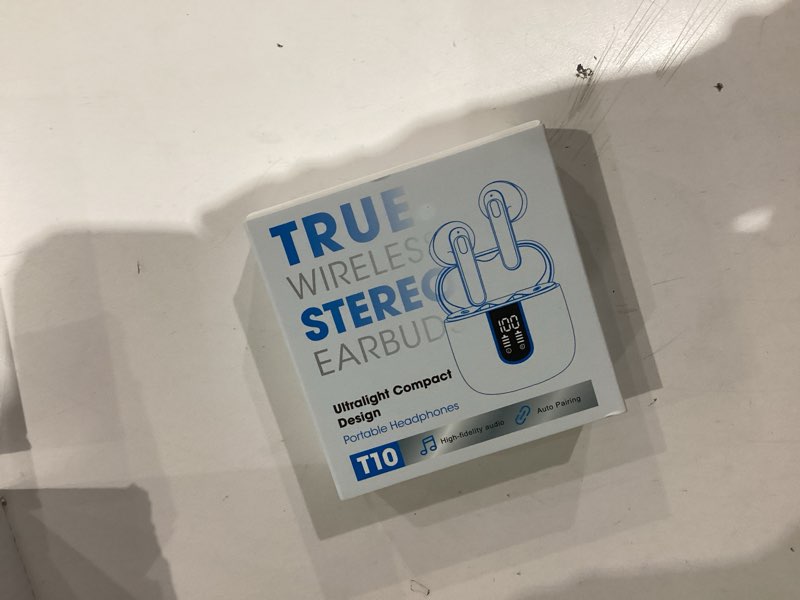 TRUE
WIRELESS
STEREO
EARBUDS
100
Ultralight Compact
Design
Portable Headphones
T10
High-fidelity audio
Auto Pairing